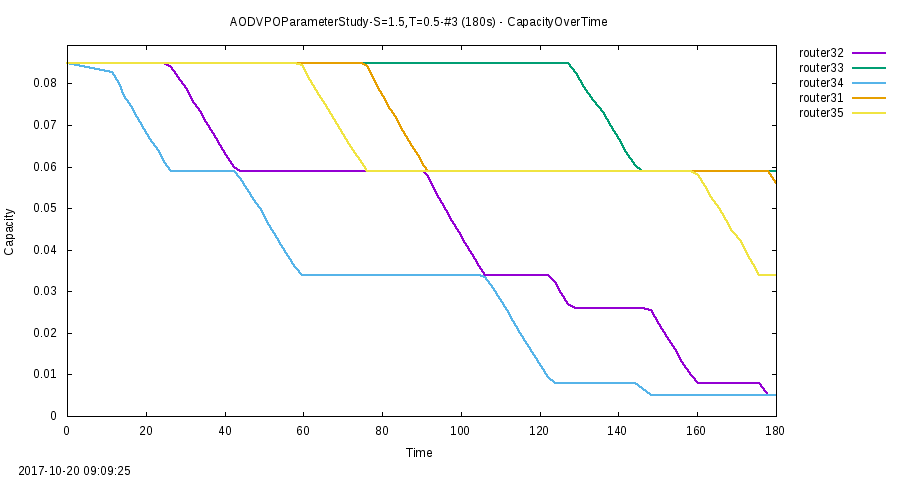 AODVPOParameterStudy-S=1.5,T=0.5-#3 (180s) - CapacityOverTime
router32
router33
router34
router31
router35
Capacity
0.08
0.07
0.06
0.05
0.04
0.03
0.02
0.01
0
0 20 40 60 80 100 120 140 160 180
Time
2017-10-20 09:09:25